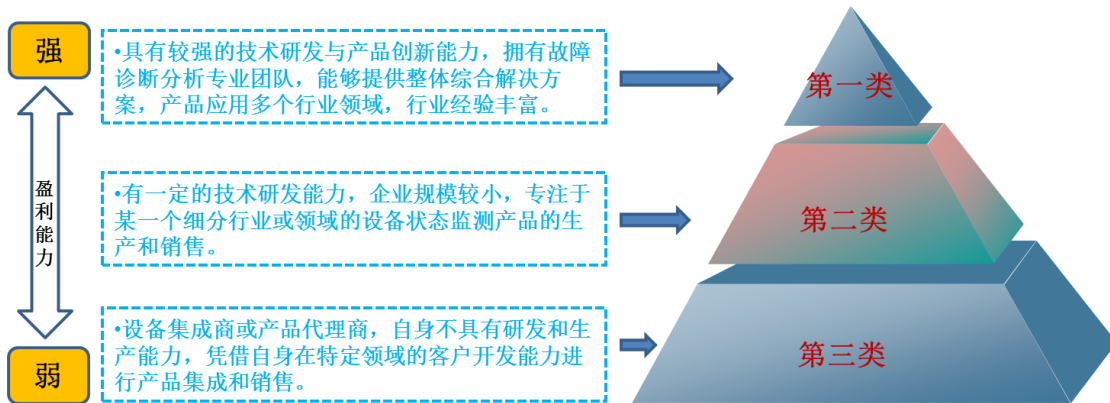 强
•具有较强的技术研发与产品创新能力，拥有故障
诊断分析专业团队，能够提供整体综合解决方
案，产品应用多个行业领域，行业经验丰富。
第一类
盈利能力
•有一定的技术研发能力，企业规模较小，专注于
某一个细分行业或领域的设备状态监测产品的生
产和销售。
第二类
弱
•设备集成商或产品代理商，自身不具有研发和生
产能力，凭借自身在特定领域的客户开发能力进
行产品集成和销售。
第三类